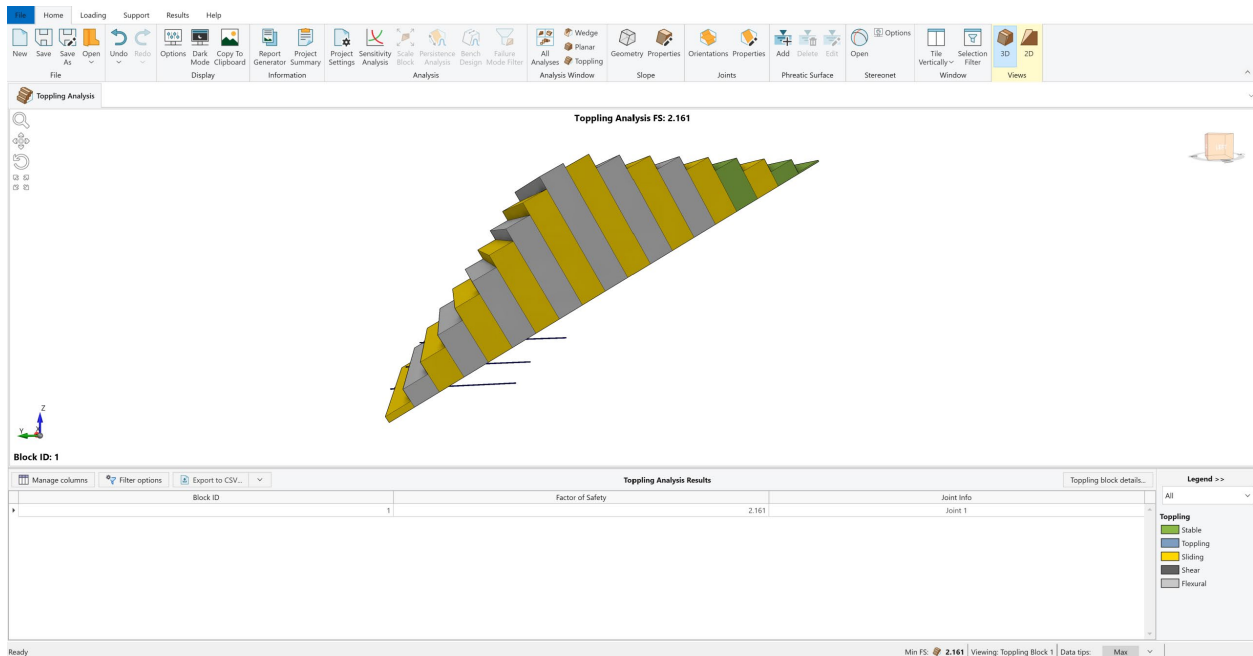 File Home Loading Support Results Help
New Save Save As Open Undo Redo Options Dark Mode Copy To Clipboard Report Generator Project Summary Project Settings Sensitivity Analysis Scale Block Persistence Analysis Bench Design Failure Mode Filter All Analyses Wedge Planar Toppling Geometry Properties Orientations Properties Add Delete Edit Open Options Tile Vertically Selection Filter 3D 2D
File Display Information Analysis Analysis Window Slope Joints Phreatic Surface Stereonet Window Views
Toppling Analysis
Toppling Analysis FS: 2.161
Z
Y X
Block ID: 1
Manage columns Filter options Export to CSV... Toppling Analysis Results Toppling block details... Legend >>
Block ID Factor of Safety Joint Info
1 2.161 Joint 1
All
Toppling
Stable
Toppling
Sliding
Shear
Flexural
Ready Min FS: 2.161 Viewing: Toppling Block 1 Data tips: Max